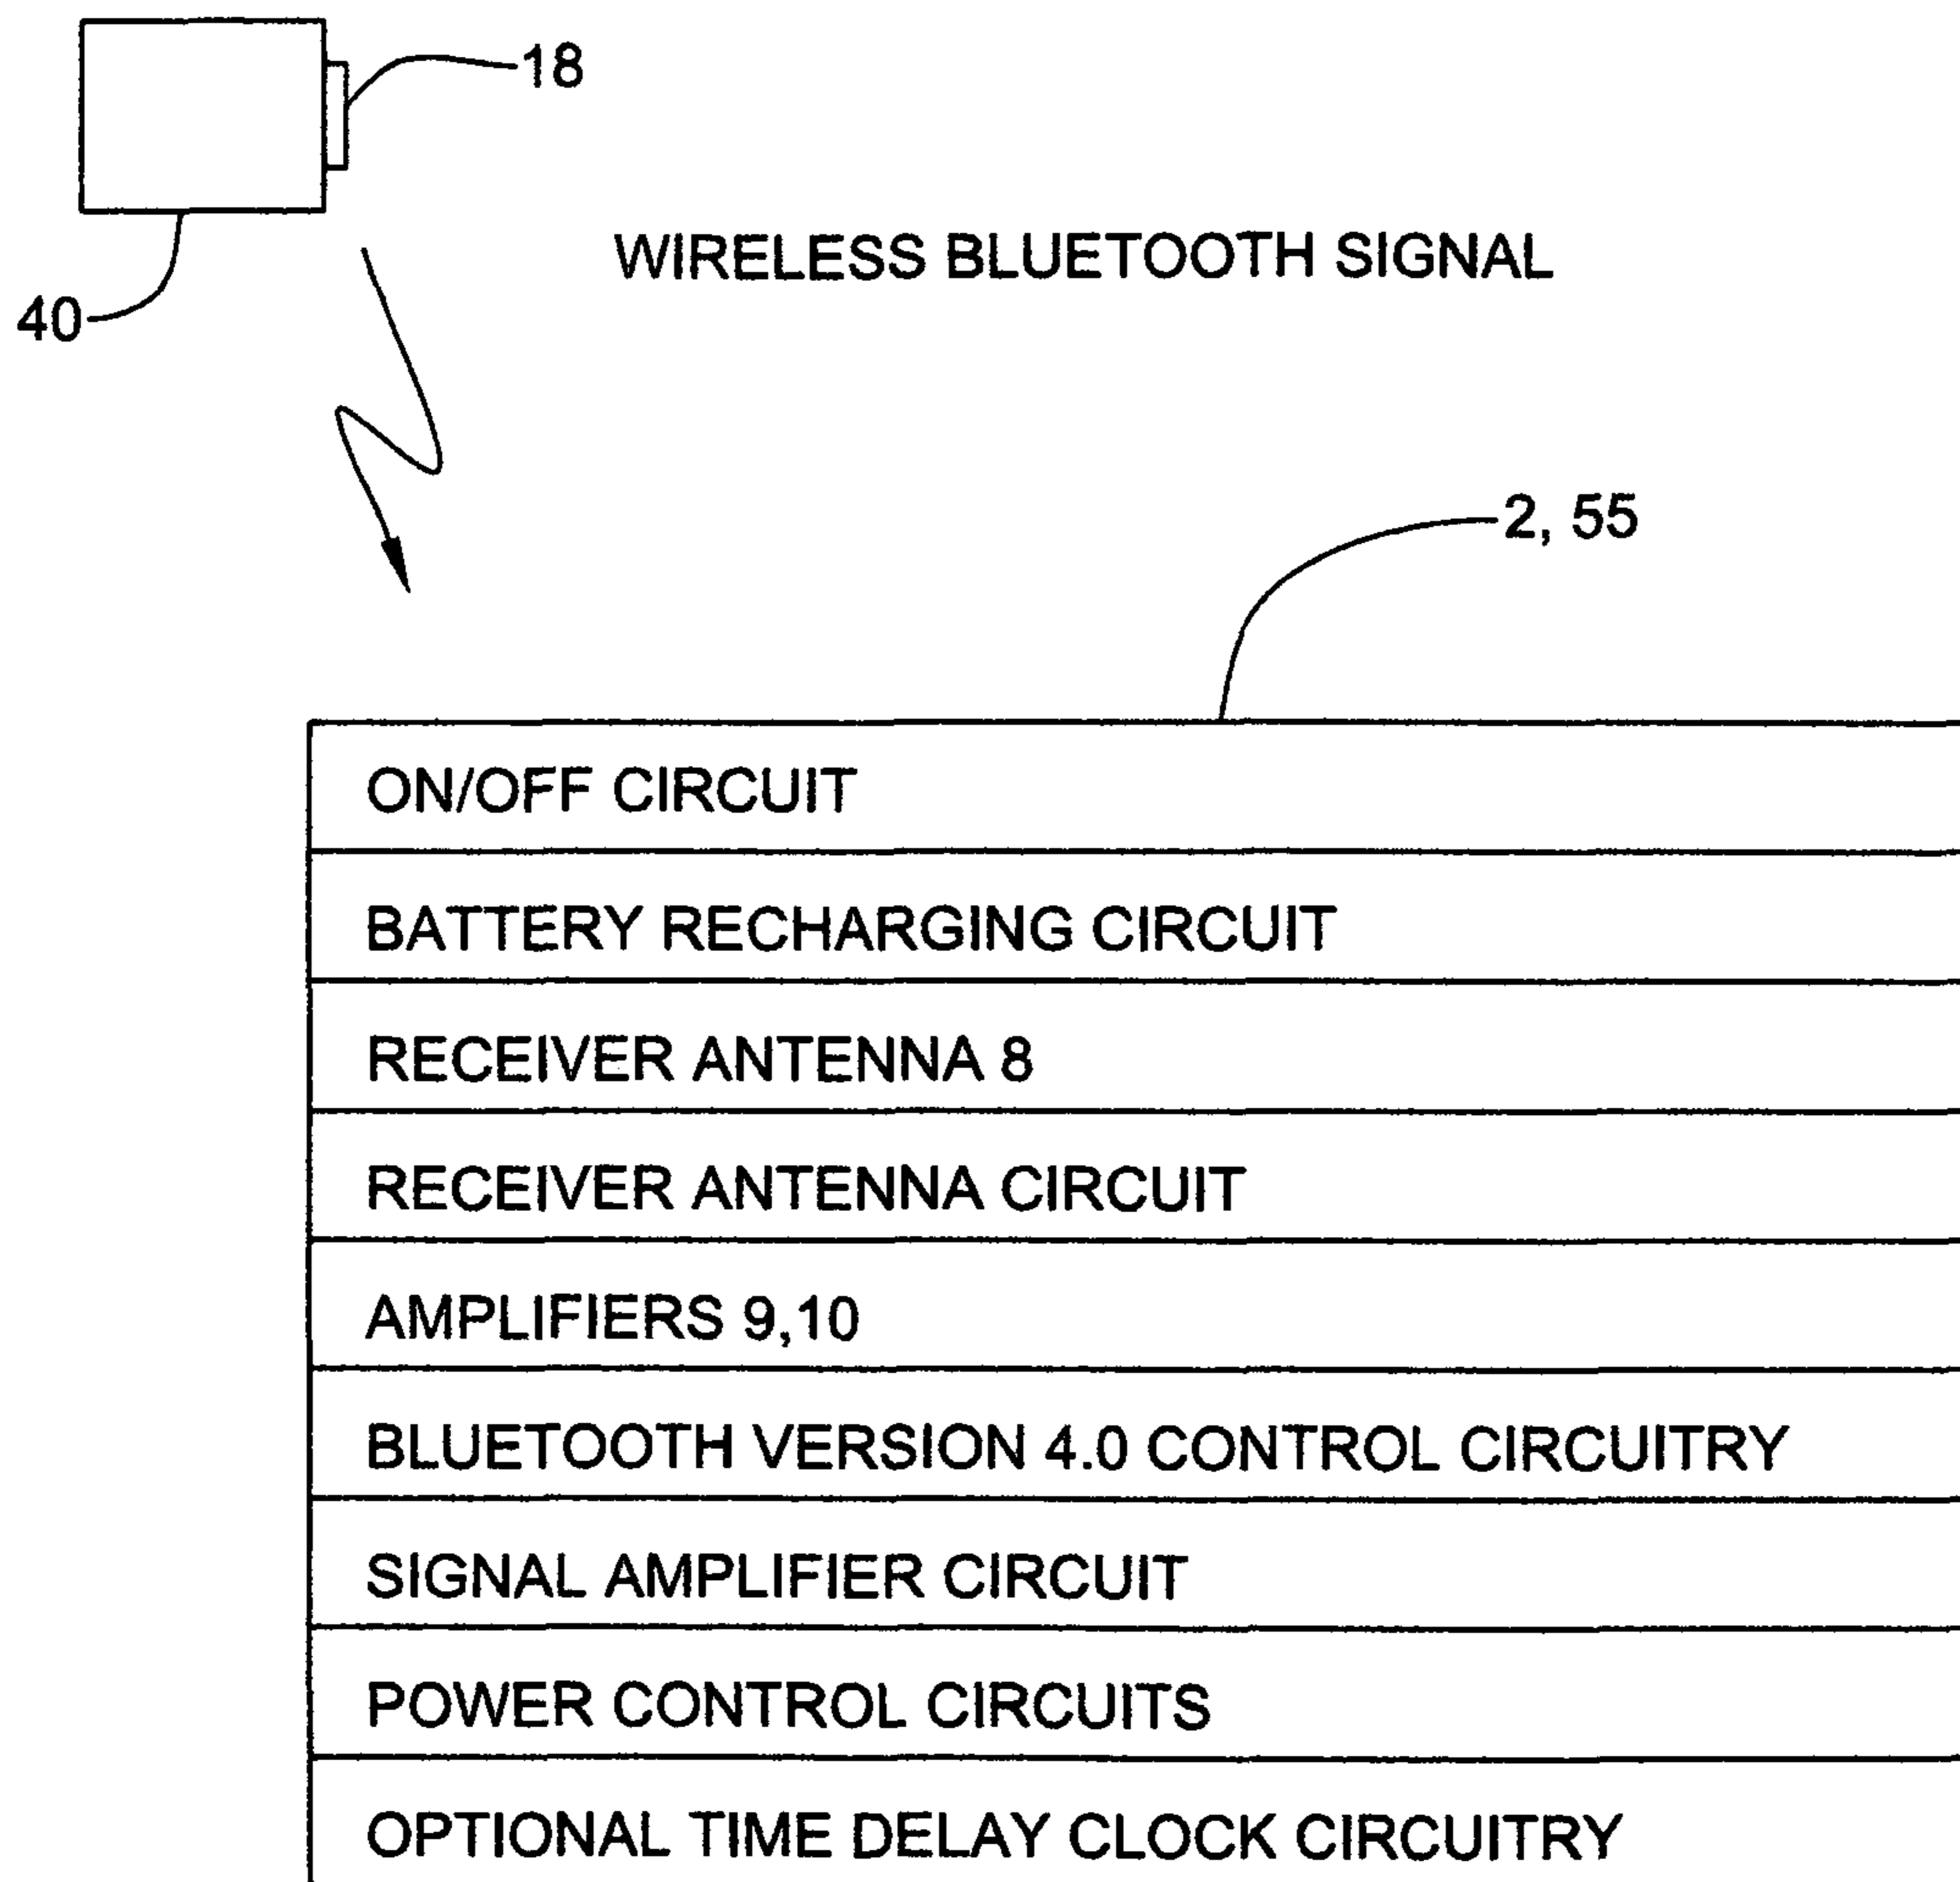 18
WIRELESS BLUETOOTH SIGNAL
40
2, 55
ON/OFF CIRCUIT
BATTERY RECHARGING CIRCUIT
RECEIVER ANTENNA 8
RECEIVER ANTENNA CIRCUIT
AMPLIFIERS 9,10
BLUETOOTH VERSION 4.0 CONTROL CIRCUITRY
SIGNAL AMPLIFIER CIRCUIT
POWER CONTROL CIRCUITS
OPTIONAL TIME DELAY CLOCK CIRCUITRY